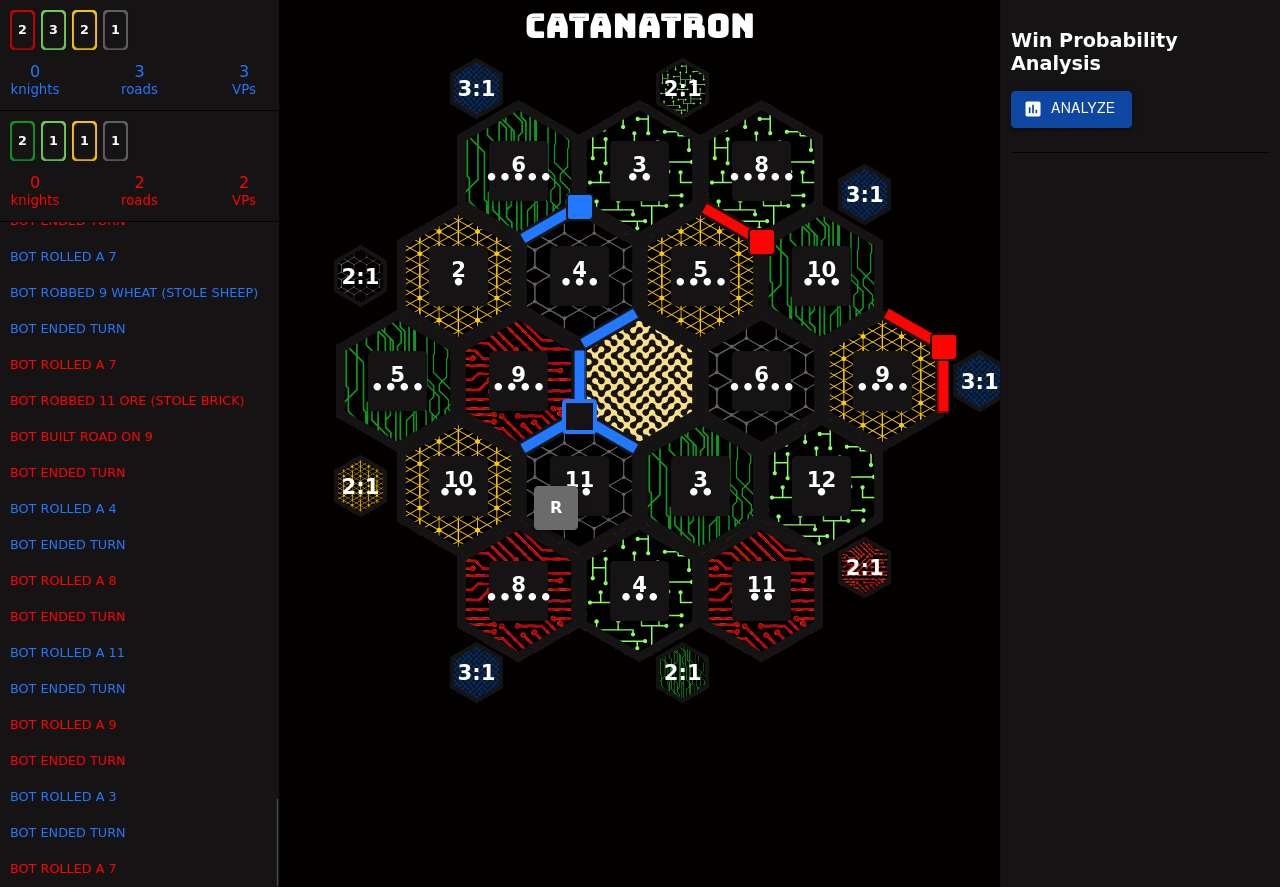 2 3 2 1
0 3 3
knights roads VPs
2 1 1 1
0 2 2
knights roads VPs
BOT ENDED TURN
BOT ROLLED A 7
BOT ROBBED 9 WHEAT (STOLE SHEEP)
BOT ENDED TURN
BOT ROLLED A 7
BOT ROBBED 11 ORE (STOLE BRICK)
BOT BUILT ROAD ON 9
BOT ENDED TURN
BOT ROLLED A 4
BOT ENDED TURN
BOT ROLLED A 8
BOT ENDED TURN
BOT ROLLED A 11
BOT ENDED TURN
BOT ROLLED A 9
BOT ENDED TURN
BOT ROLLED A 3
BOT ENDED TURN
BOT ROLLED A 7
CATANATRON
3:1 2:1
6 3 8
3:1
2:1 2 4 5 10
5 9 6 9 3:1
2:1 10 11 3 12
R
8 4 11 2:1
3:1 2:1
Win Probability
Analysis
ANALYZE